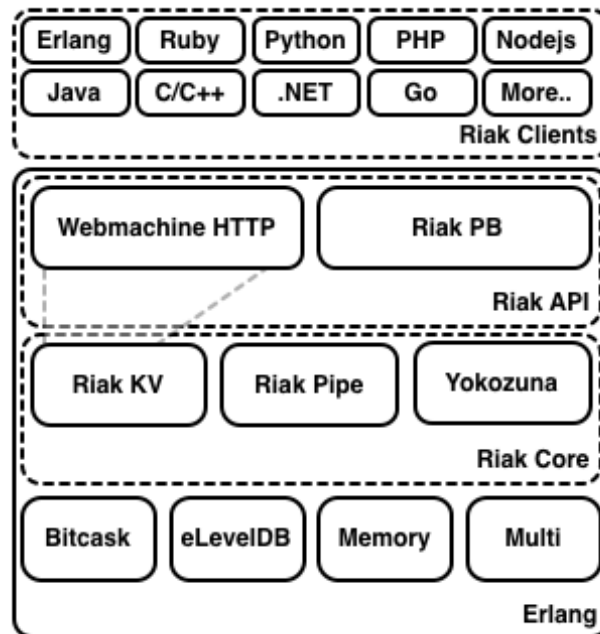 Erlang Ruby Python PHP Nodejs
Java C/C++ .NET Go More..
Riak Clients
Webmachine HTTP Riak PB
Riak API
Riak KV Riak Pipe Yokozuna
Riak Core
Bitcask eLevelDB Memory Multi
Erlang